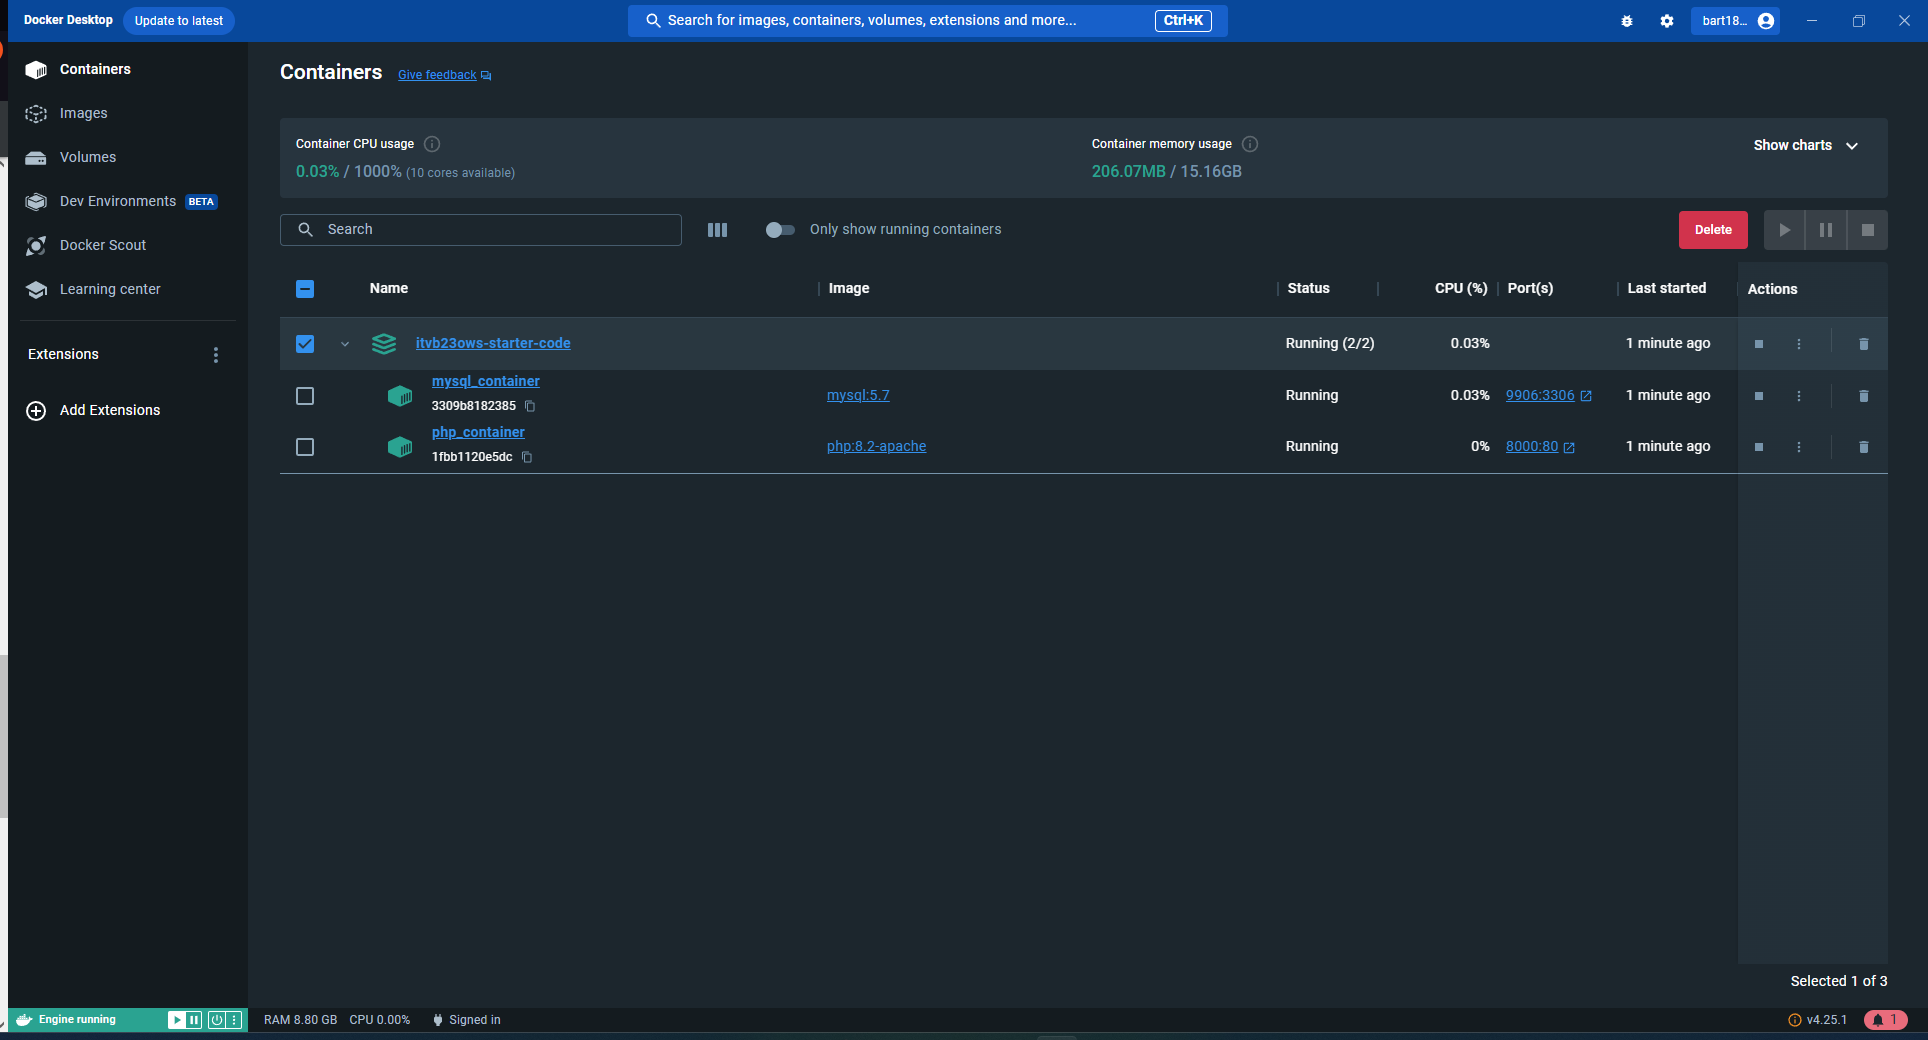 Docker Desktop Update to latest Search for images, containers, volumes, extensions and more... Ctrl+K bart18...
Containers
Images
Volumes
Dev Environments BETA
Docker Scout
Learning center
Extensions
Add Extensions
Containers Give feedback
Container CPU usage
0.03% / 1000% (10 cores available)
Container memory usage
206.07MB / 15.16GB
Show charts
Search
Only show running containers
Delete
Name Image Status CPU (%) Port(s) Last started Actions
itvb23ows-starter-code Running (2/2) 0.03% 1 minute ago
mysql_container
3309b8182385
mysql:5.7 Running 0.03% 9906:3306 1 minute ago
php_container
1fbb1120e5dc
php:8.2-apache Running 0% 8000:80 1 minute ago
Selected 1 of 3
Engine running RAM 8.80 GB CPU 0.00% Signed in v4.25.1 1